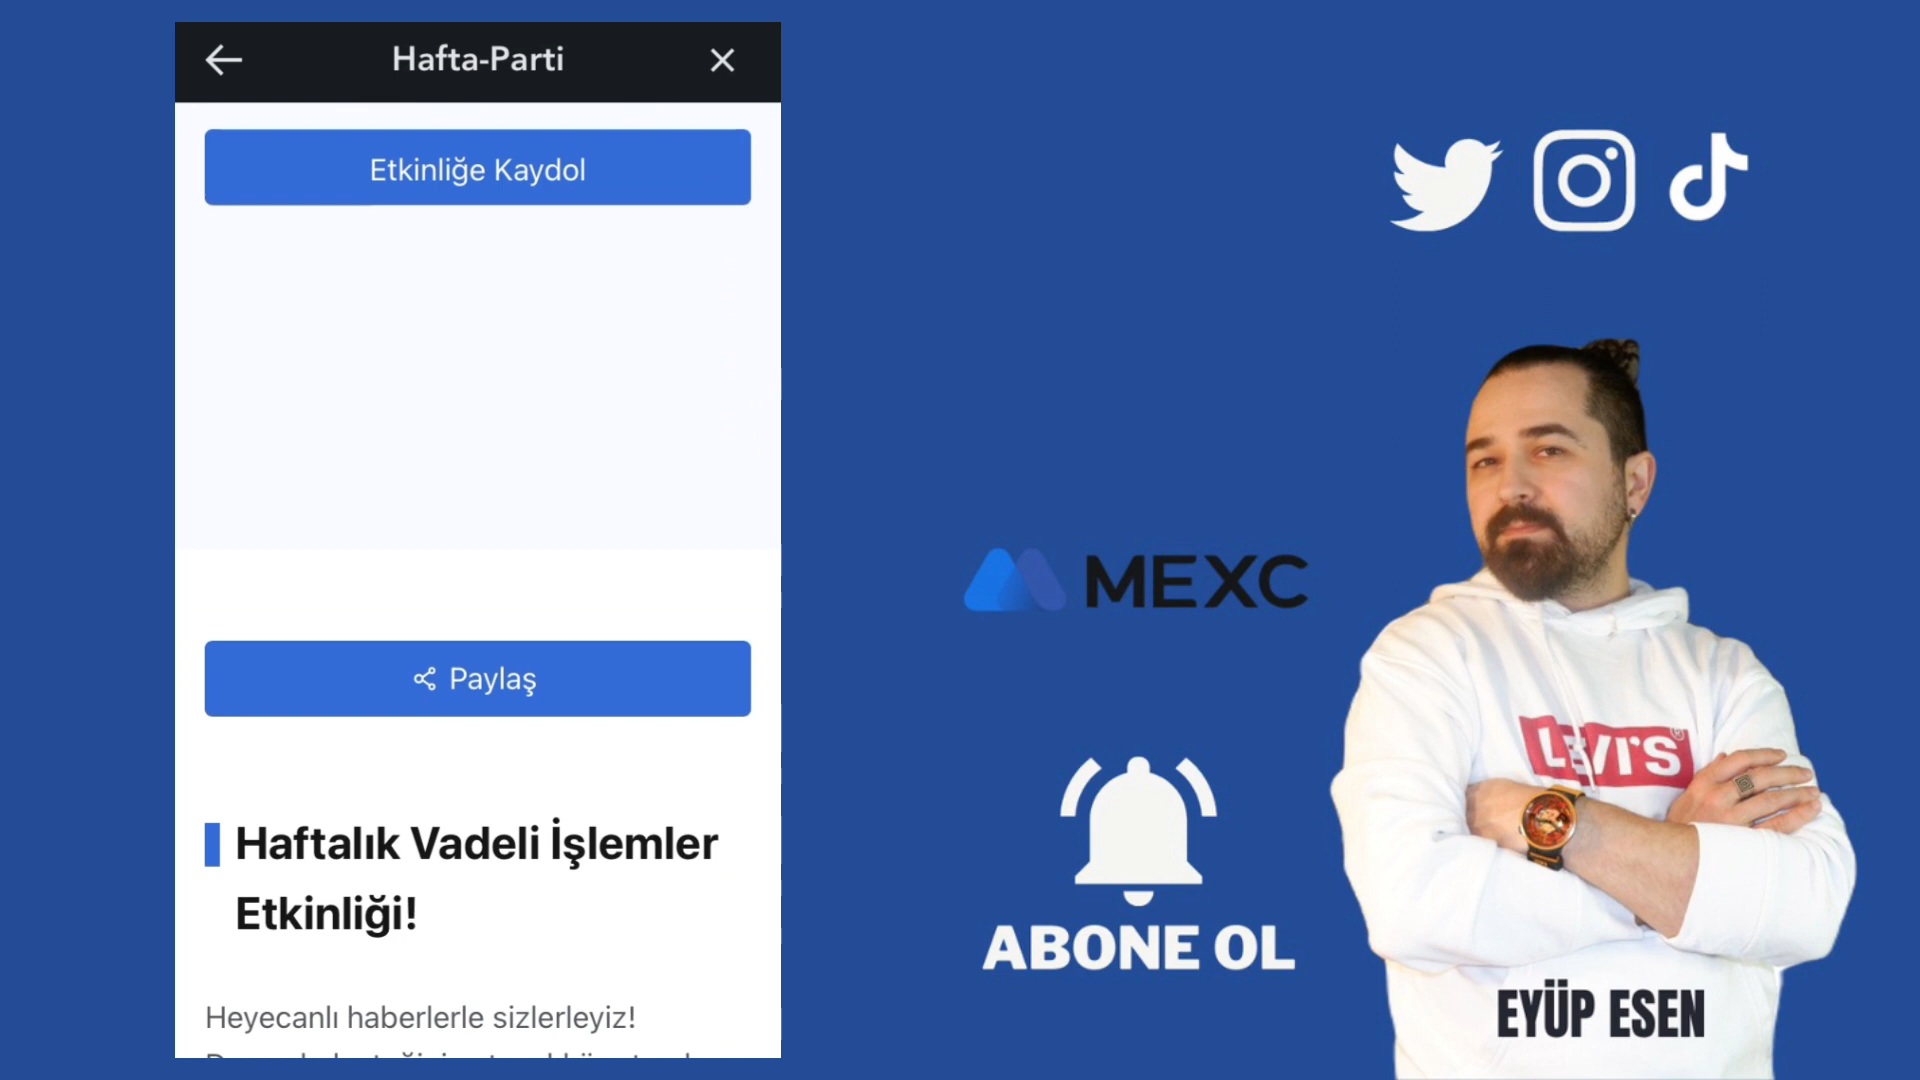 Hafta-Parti
Etkinliğe Kaydol
Paylaş
Haftalık Vadeli İşlemler
Etkinliği!
Heyecanlı haberlerle sizlerleyiz!
MEXC
ABONE OL
LEVI'S
EYÜP ESEN